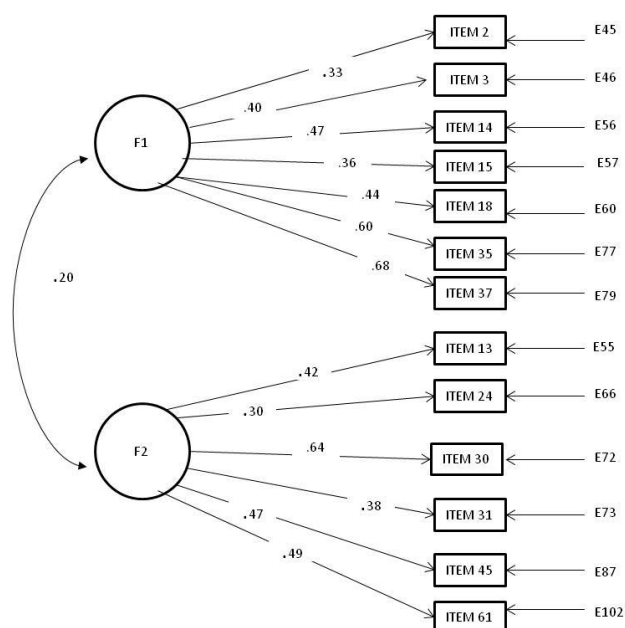 ITEM 2
E45
.33
ITEM 3
E46
.40
F1
.47
ITEM 14
E56
.36
ITEM 15
E57
.44
ITEM 18
E60
.60
ITEM 35
E77
.68
ITEM 37
E79
.20
ITEM 13
E55
.42
ITEM 24
E66
.30
F2
.64
ITEM 30
E72
.38
ITEM 31
E73
.47
ITEM 45
E87
.49
ITEM 61
E102